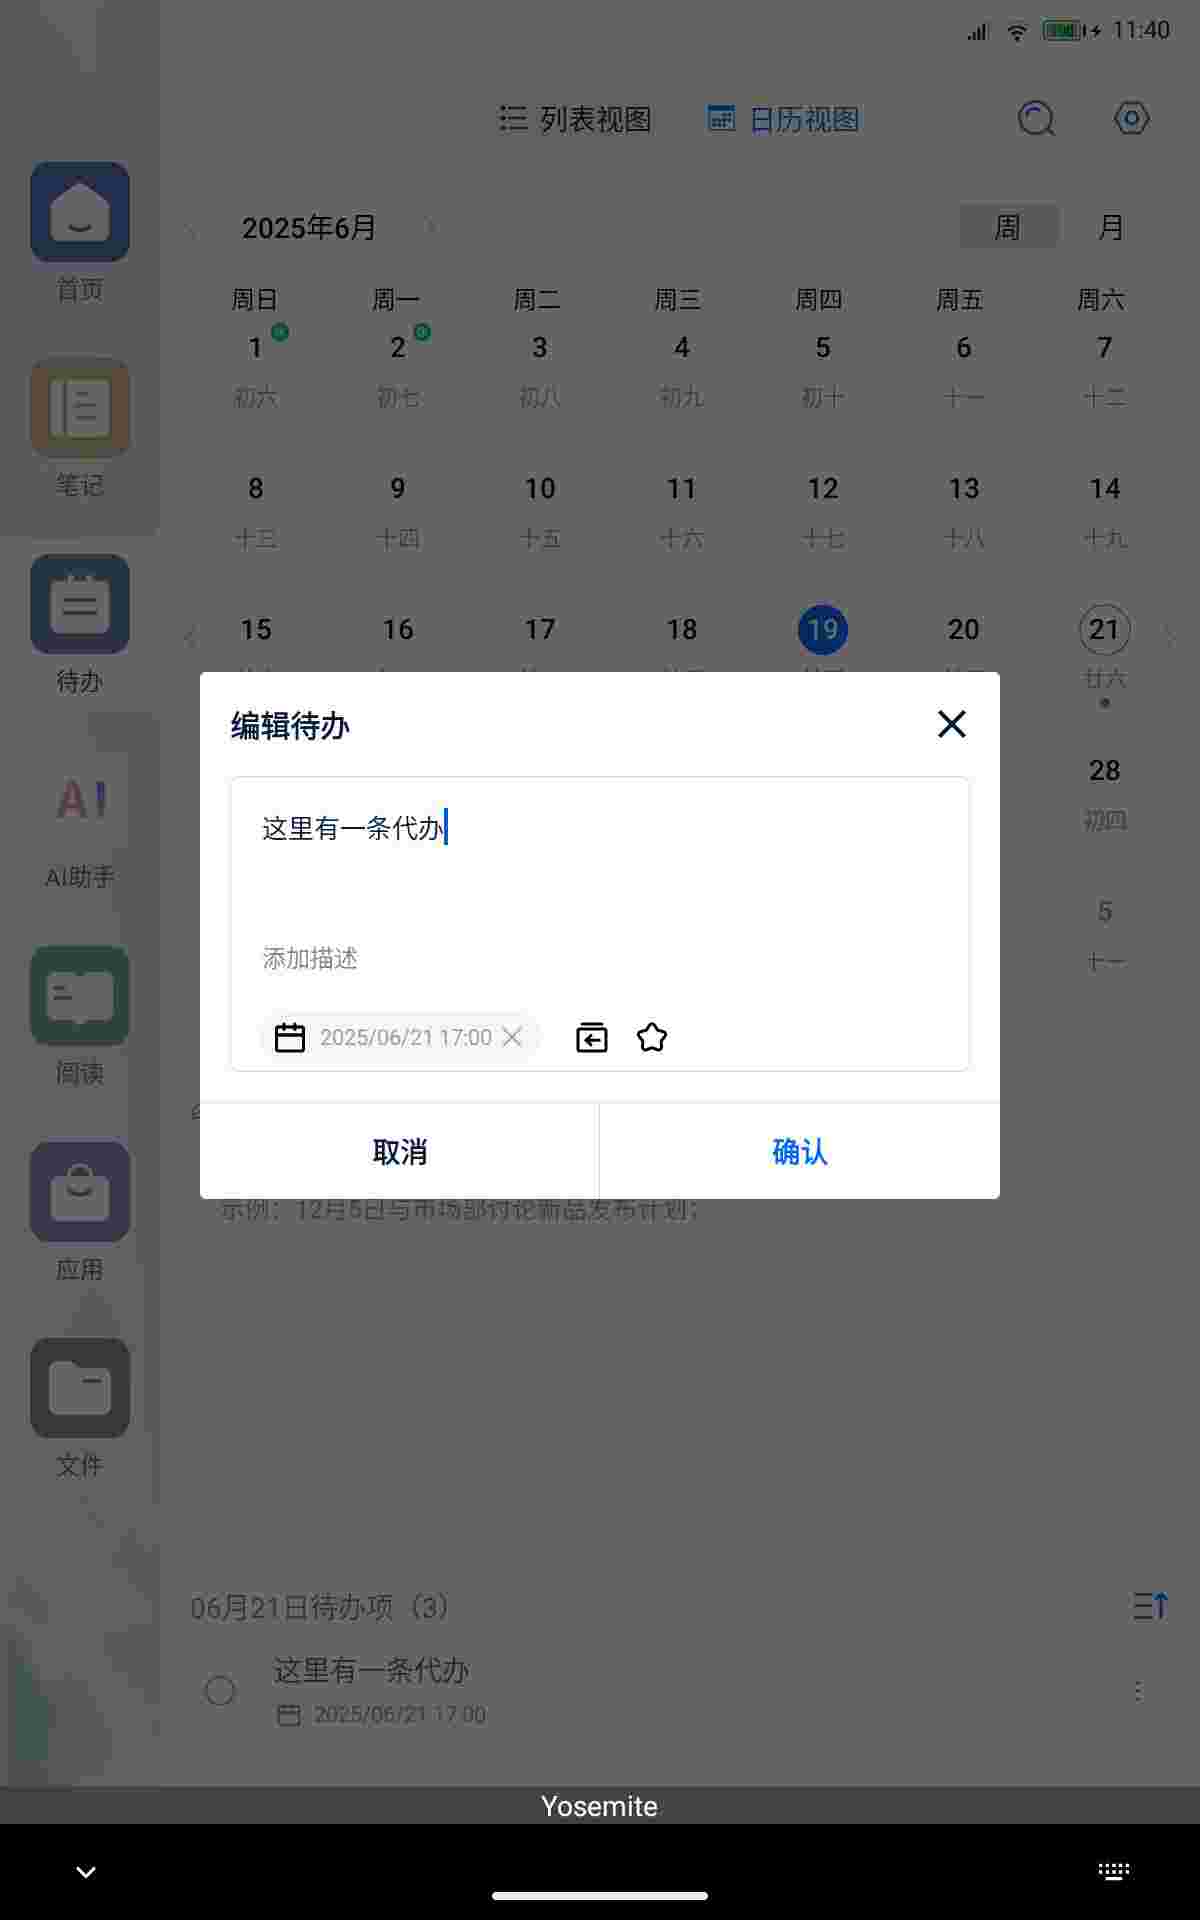 11:40
列表视图 日历视图
2025年6月 周 月
周日 周一 周二 周三 周四 周五 周六
1 2 3 4 5 6 7
初六 初七 初八 初九 初十 十一 十二
8 9 10 11 12 13 14
十三 十四 十五 十六 十七 十八 十九
15 16 17 18 19 20 21
廿六
28
初四
5
十一
首页
笔记
待办
AI
AI助手
阅读
应用
文件
编辑待办
这里有一条代办
添加描述
2025/06/21 17:00
取消 确认
示例：12月5日与市场部讨论新品发布计划；
06月21日待办项（3）
这里有一条代办
2025/06/21 17:00
Yosemite